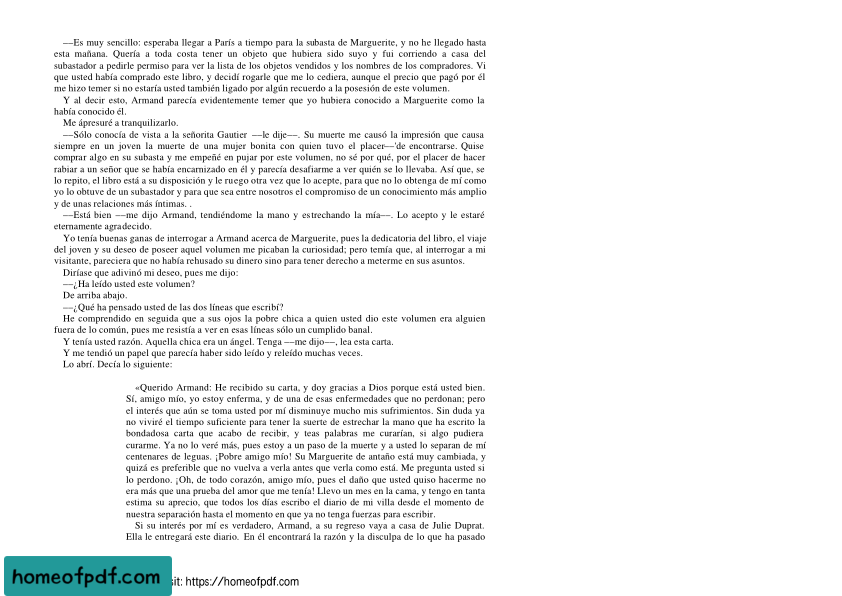 —Es muy sencillo: esperaba llegar a París a tiempo para la subasta de Marguerite, y no he llegado hasta
esta mañana. Quería a toda costa tener un objeto que hubiera sido suyo y fui corriendo a casa del
subastador a pedirle permiso para ver la lista de los objetos vendidos y los nombres de los compradores. Vi
que usted había comprado este libro, y decidí rogarle que me lo cediera, aunque el precio que pagó por él
me hizo temer si no estaría usted también ligado por algún recuerdo a la posesión de este volumen.
Y al decir esto, Armand parecía evidentemente temer que yo hubiera conocido a Marguerite como la
había conocido él.
Me ápresuré a tranquilizarlo.
—Sólo conocía de vista a la señorita Gautier —le dije—. Su muerte me causó la impresión que causa
siempre en un joven la muerte de una mujer bonita con quien tuvo el placer—'de encontrarse. Quise
comprar algo en su subasta y me empeñé en pujar por este volumen, no sé por qué, por el placer de hacer
rabiar a un señor que se había encarnizado en él y parecía desafiarme a ver quién se lo llevaba. Así que, se
lo repito, el libro está a su disposición y le ruego otra vez que lo acepte, para que no lo obtenga de mí como
yo lo obtuve de un subastador y para que sea entre nosotros el compromiso de un conocimiento más amplio
y de unas relaciones más íntimas. .
—Está bien —me dijo Armand, tendiéndome la mano y estrechando la mía—. Lo acepto y le estaré
eternamente agradecido.
Yo tenía buenas ganas de interrogar a Armand acerca de Marguerite, pues la dedicatoria del libro, el viaje
del joven y su deseo de poseer aquel volumen me picaban la curiosidad; pero temía que, al interrogar a mi
visitante, pareciera que no había rehusado su dinero sino para tener derecho a meterme en sus asuntos.
Diríase que adivinó mi deseo, pues me dijo:
—¿Ha leído usted este volumen?
De arriba abajo.
—¿Qué ha pensado usted de las dos líneas que escribí?
He comprendido en seguida que a sus ojos la pobre chica a quien usted dio este volumen era alguien
fuera de lo común, pues me resistía a ver en esas líneas sólo un cumplido banal.
Y tenía usted razón. Aquella chica era un ángel. Tenga —me dijo—, lea esta carta.
Y me tendió un papel que parecía haber sido leído y releído muchas veces.
Lo abrí. Decía lo siguiente:
«Querido Armand: He recibido su carta, y doy gracias a Dios porque está usted bien.
Sí, amigo mío, yo estoy enferma, y de una de esas enfermedades que no perdonan; pero
el interés que aún se toma usted por mí disminuye mucho mis sufrimientos. Sin duda ya
no viviré el tiempo suficiente para tener la suerte de estrechar la mano que ha escrito la
bondadosa carta que acabo de recibir, y teas palabras me curarían, si algo pudiera
curarme. Ya no lo veré más, pues estoy a un paso de la muerte y a usted lo separan de mí
centenares de leguas. ¡Pobre amigo mío! Su Marguerite de antaño está muy cambiada, y
quizá es preferible que no vuelva a verla antes que verla como está. Me pregunta usted si
lo perdono. ¡Oh, de todo corazón, amigo mío, pues el daño que usted quiso hacerme no
era más que una prueba del amor que me tenía! Llevo un mes en la cama, y tengo en tanta
estima su aprecio, que todos los días escribo el diario de mi villa desde el momento de
nuestra separación hasta el momento en que ya no tenga fuerzas para escribir.
Si su interés por mí es verdadero, Armand, a su regreso vaya a casa de Julie Duprat.
Ella le entregará este diario. En él encontrará la razón y la disculpa de lo que ha pasado
homeofpdf.com sit: https://homeofpdf.com